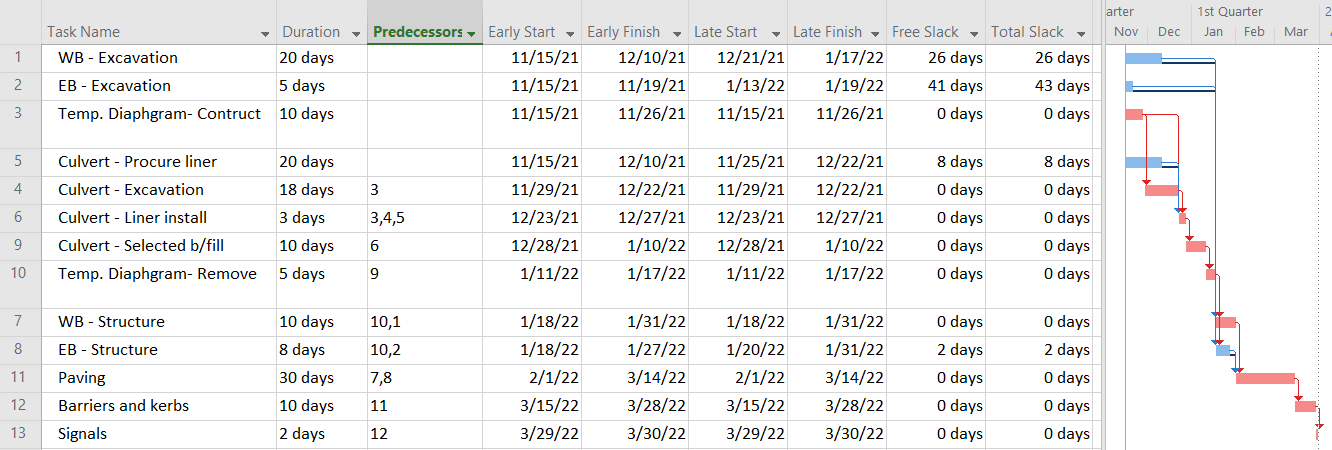 arter 1st Quarter 2
Task Name Duration Predecessors Early Start Early Finish Late Start Late Finish Free Slack Total Slack Nov Dec Jan Feb Mar
1 WB - Excavation 20 days 11/15/21 12/10/21 12/21/21 1/17/22 26 days 26 days
2 EB - Excavation 5 days 11/15/21 11/19/21 1/13/22 1/19/22 41 days 43 days
3 Temp. Diaphgram- Contruct 10 days 11/15/21 11/26/21 11/15/21 11/26/21 0 days 0 days
5 Culvert - Procure liner 20 days 11/15/21 12/10/21 11/25/21 12/22/21 8 days 8 days
4 Culvert - Excavation 18 days 3 11/29/21 12/22/21 11/29/21 12/22/21 0 days 0 days
6 Culvert - Liner install 3 days 3,4,5 12/23/21 12/27/21 12/23/21 12/27/21 0 days 0 days
9 Culvert - Selected b/fill 10 days 6 12/28/21 1/10/22 12/28/21 1/10/22 0 days 0 days
10 Temp. Diaphgram- Remove 5 days 9 1/11/22 1/17/22 1/11/22 1/17/22 0 days 0 days
7 WB - Structure 10 days 10,1 1/18/22 1/31/22 1/18/22 1/31/22 0 days 0 days
8 EB - Structure 8 days 10,2 1/18/22 1/27/22 1/20/22 1/31/22 2 days 2 days
11 Paving 30 days 7,8 2/1/22 3/14/22 2/1/22 3/14/22 0 days 0 days
12 Barriers and kerbs 10 days 11 3/15/22 3/28/22 3/15/22 3/28/22 0 days 0 days
13 Signals 2 days 12 3/29/22 3/30/22 3/29/22 3/30/22 0 days 0 days